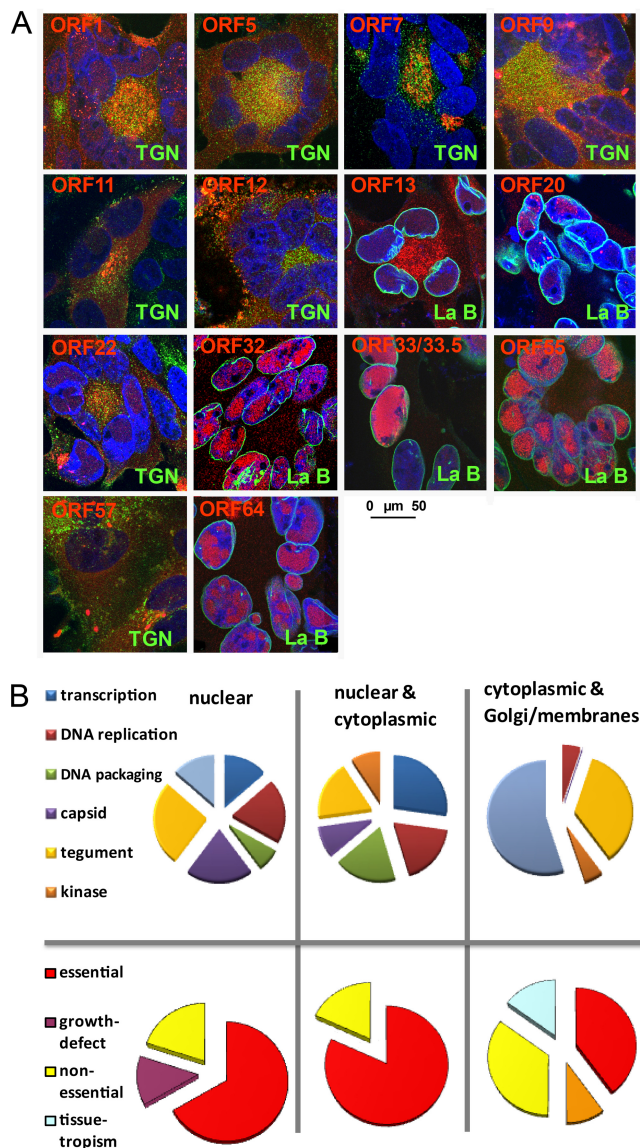 A
ORF1
TGN
ORF5
TGN
ORF7
TGN
ORF9
TGN
ORF11
TGN
ORF12
TGN
ORF13
La B
ORF20
La B
ORF22
TGN
ORF32
La B
ORF33/33.5
La B
ORF55
La B
ORF57
TGN
ORF64
La B
0 µm 50
B
transcription
DNA replication
DNA packaging
capsid
tegument
kinase
nuclear
nuclear &
cytoplasmic
cytoplasmic &
Golgi/membranes
essential
growth-
defect
non-
essential
tissue-
tropism